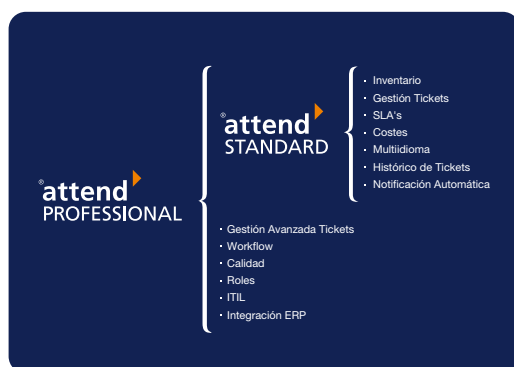 ® attend
PROFESSIONAL
® attend
STANDARD
· Inventario
· Gestión Tickets
· SLA's
· Costes
· Multiidioma
· Histórico de Tickets
· Notificación Automática
· Gestión Avanzada Tickets
· Workflow
· Calidad
· Roles
· ITIL
· Integración ERP